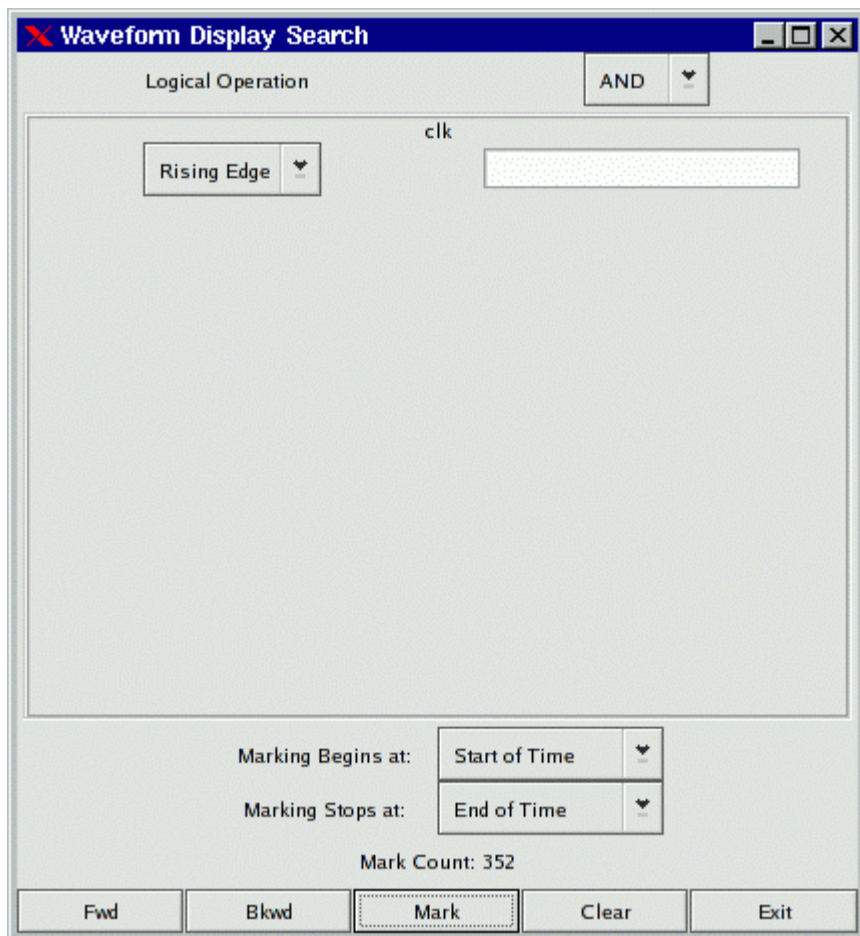 Waveform Display Search
Logical Operation AND
clk
Rising Edge
Marking Begins at: Start of Time
Marking Stops at: End of Time
Mark Count: 352
Fwd Bkwd Mark Clear Exit